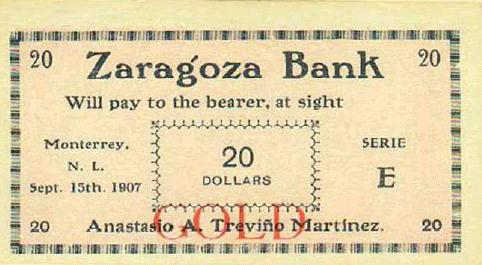 20 Zaragoza Bank 20
Will pay to the bearer, at sight
Monterrey,
N. L.
Sept. 15th. 1907
20
DOLLARS
SERIE
E
GOLD
20 Anastasio A. Treviño Martínez. 20